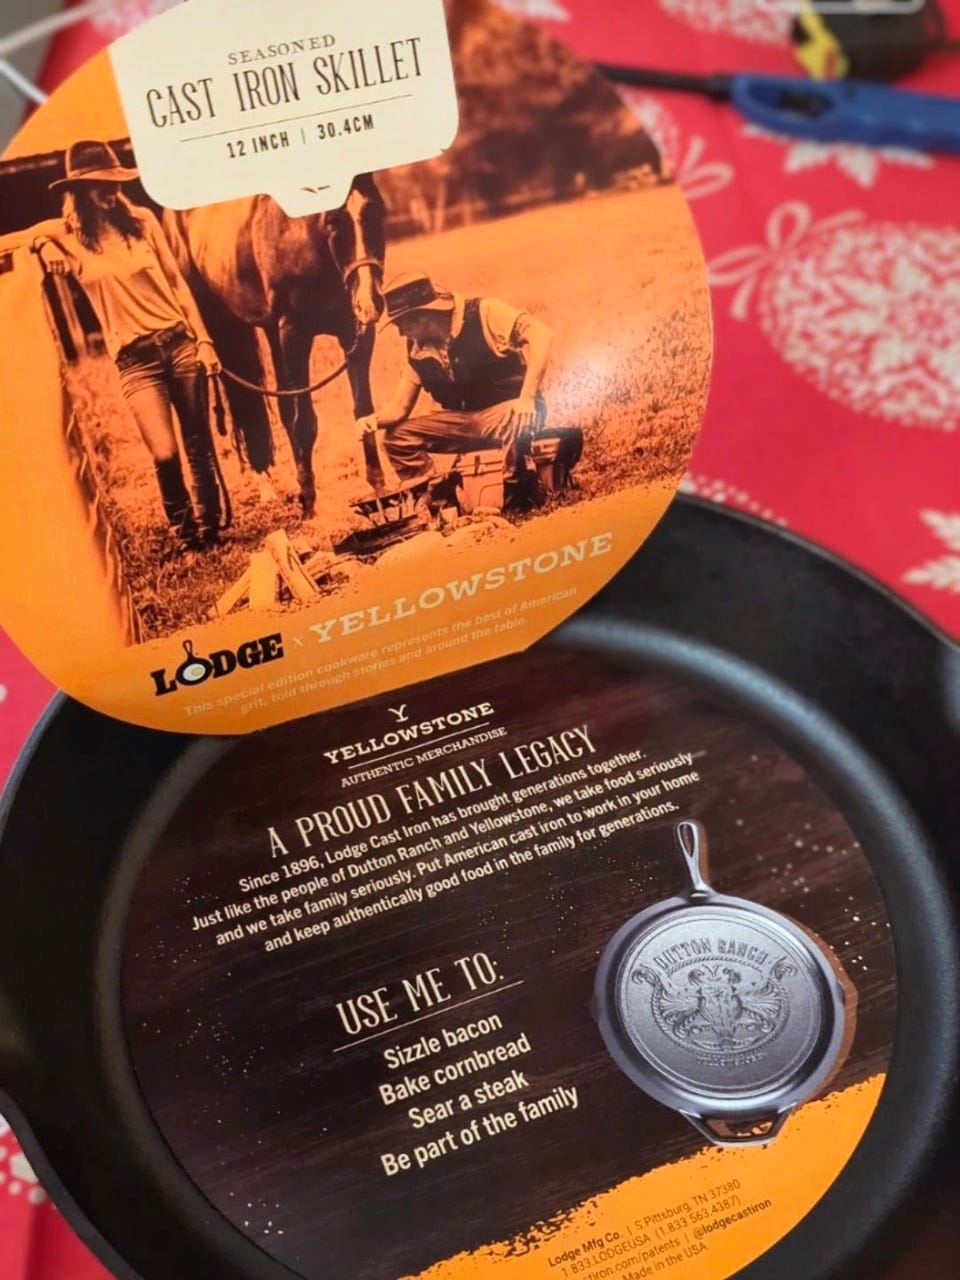 SEASONED
CAST IRON SKILLET
12 INCH | 30.4CM
LODGE X YELLOWSTONE
This special edition cookware represents the best of American
grit, told through stories and around the table.
Y
YELLOWSTONE
AUTHENTIC MERCHANDISE
A PROUD FAMILY LEGACY
Since 1896, Lodge Cast Iron has brought generations together.
Just like the people of Dutton Ranch and Yellowstone, we take food seriously
and we take family seriously. Put American cast iron to work in your home
and keep authentically good food in the family for generations.
DUTTON RANCH
USE ME TO:
Sizzle bacon
Bake cornbread
Sear a steak
Be part of the family
Lodge Mfg Co. | S.Pittsburg, TN 37380
1.833.LODGEUSA (1.833.563.4387)
stiron.com/patents | @lodgecastiron
Made in the USA